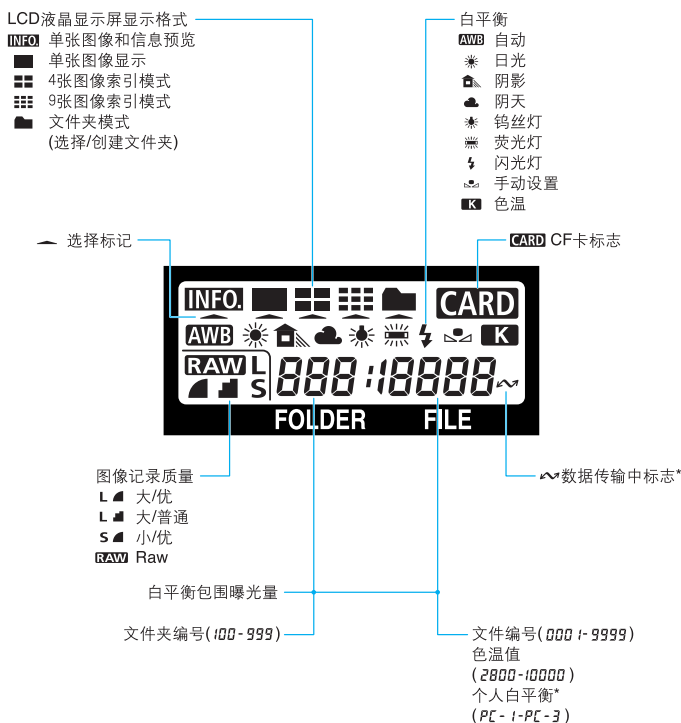 LCD液晶显示屏显示格式
INFO. 单张图像和信息预览
单张图像显示
4张图像索引模式
9张图像索引模式
文件夹模式
(选择/创建文件夹)
白平衡
AWB 自动
日光
阴影
阴天
钨丝灯
荧光灯
闪光灯
手动设置
K 色温
选择标记
CARD CF卡标志
INFO. CARD
AWB K
RAW L
S 888:18888
FOLDER FILE
图像记录质量
L 大/优
L 大/普通
S 小/优
RAW Raw
数据传输中标志*
白平衡包围曝光量
文件夹编号(100-999)
文件编号(0001-9999)
色温值
(2800-10000)
个人白平衡*
(PC-1-PC-3)